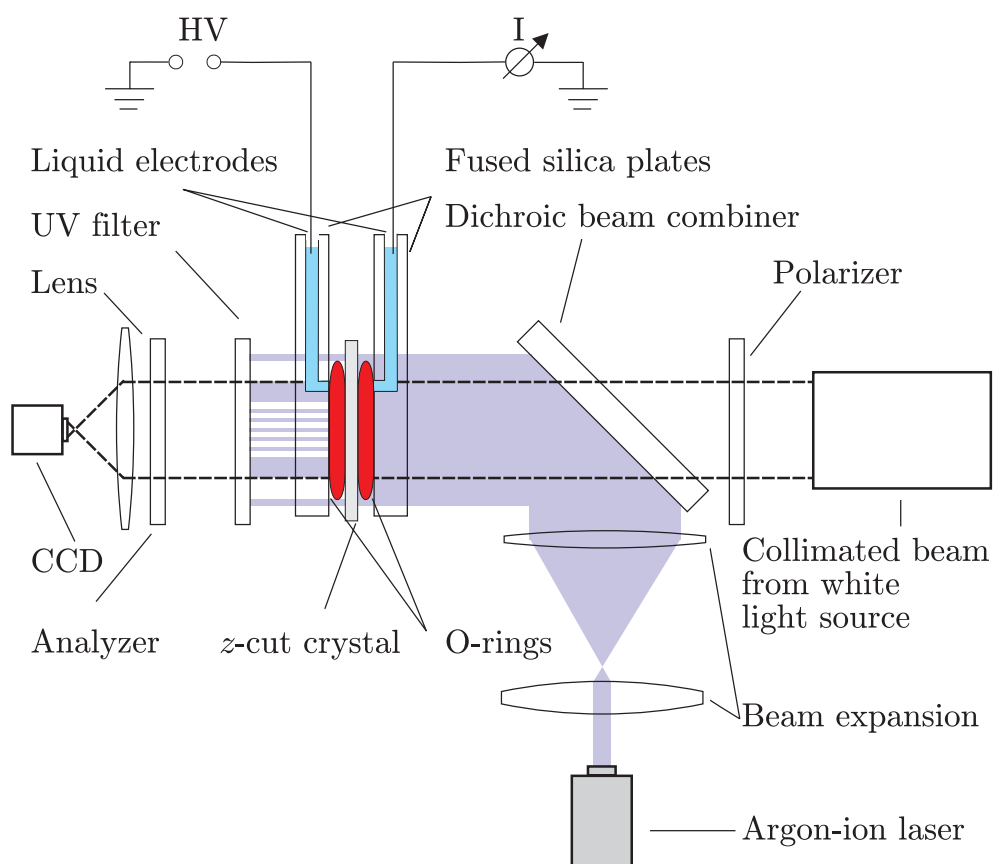 HV
I
Liquid electrodes
Fused silica plates
UV filter
Dichroic beam combiner
Lens
Polarizer
CCD
Collimated beam
from white
light source
Analyzer
z-cut crystal
O-rings
Beam expansion
Argon-ion laser